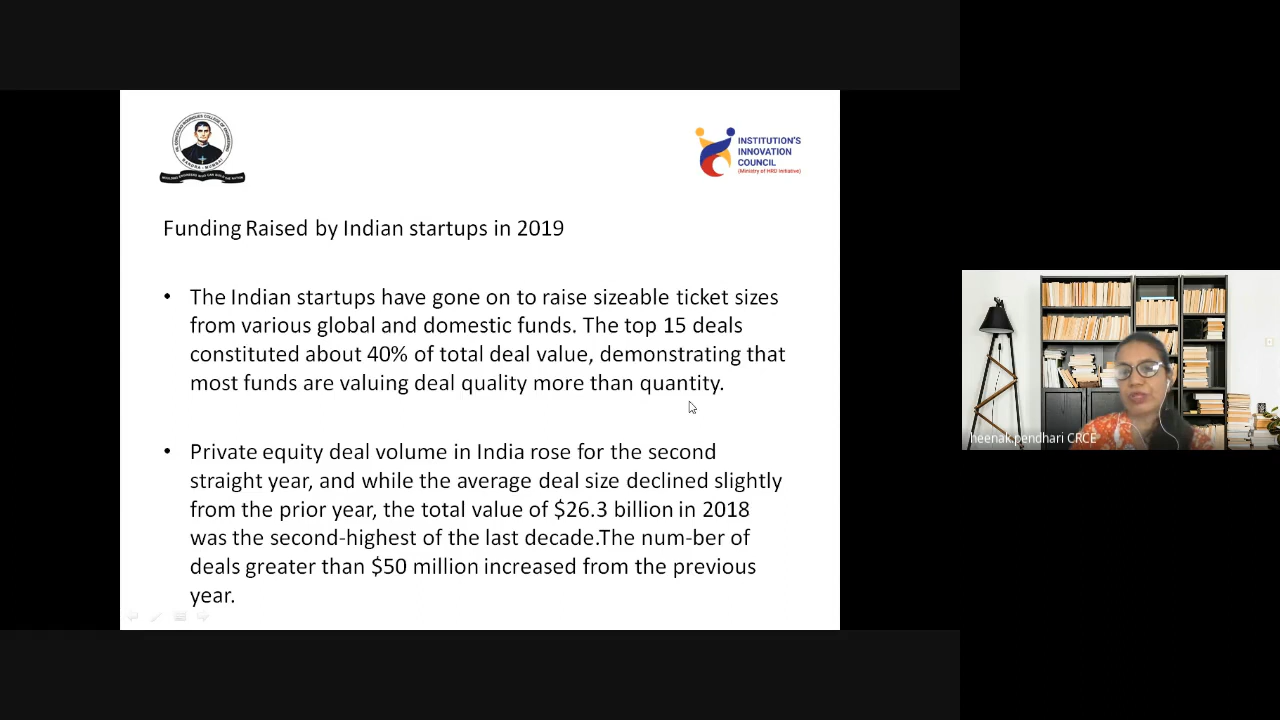 INSTITUTION'S
INNOVATION
COUNCIL
(Ministry of HRD Initiative)
Funding Raised by Indian startups in 2019
• The Indian startups have gone on to raise sizeable ticket sizes
from various global and domestic funds. The top 15 deals
constituted about 40% of total deal value, demonstrating that
most funds are valuing deal quality more than quantity.
• Private equity deal volume in India rose for the second
straight year, and while the average deal size declined slightly
from the prior year, the total value of $26.3 billion in 2018
was the second-highest of the last decade.The num-ber of
deals greater than $50 million increased from the previous
year.
heenak.pendhari CRCE